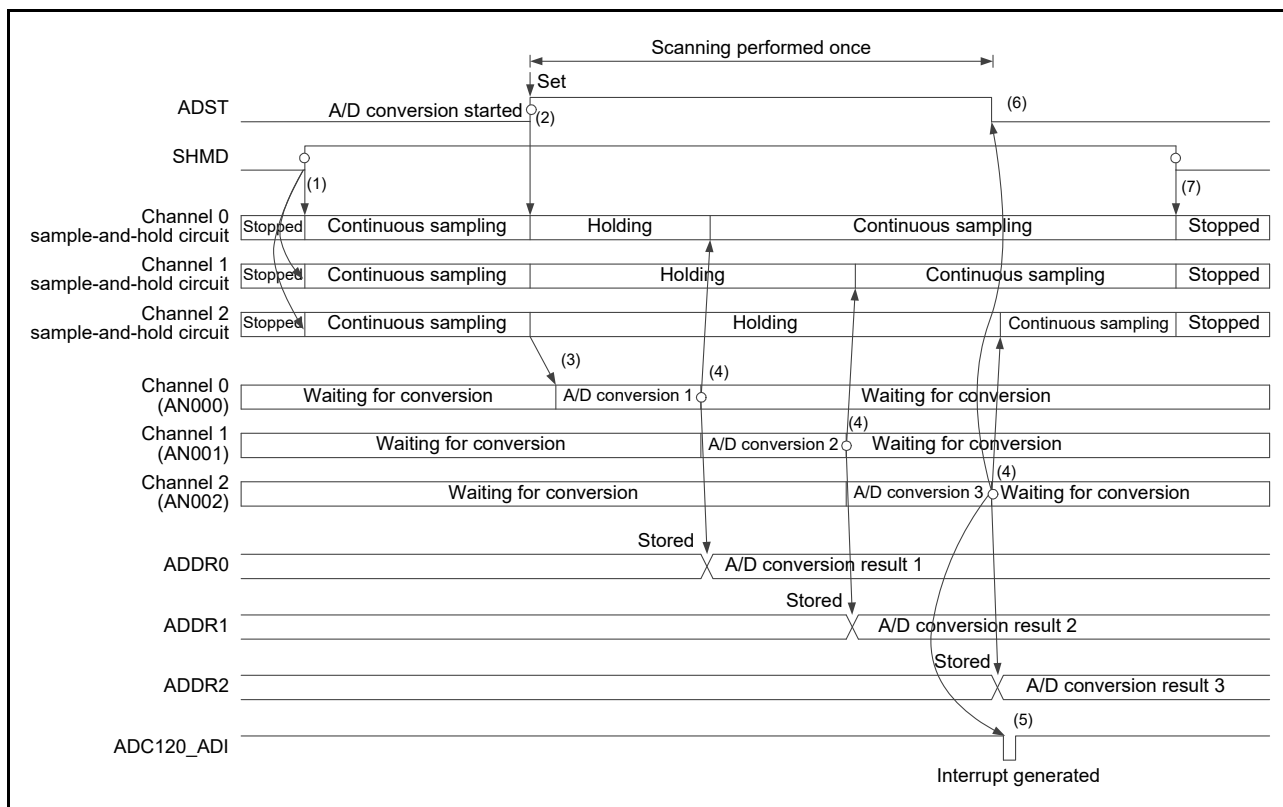 Scanning performed once
Set
ADST
A/D conversion started
(2)
(6)
SHMD
(1)
(7)
Channel 0
sample-and-hold circuit
Stopped
Continuous sampling
Holding
Continuous sampling
Stopped
Channel 1
sample-and-hold circuit
Stopped
Continuous sampling
Holding
Continuous sampling
Stopped
Channel 2
sample-and-hold circuit
Stopped
Continuous sampling
Holding
Continuous sampling
Stopped
(3)
(4)
Channel 0
(AN000)
Waiting for conversion
A/D conversion 1
Waiting for conversion
(4)
Channel 1
(AN001)
Waiting for conversion
A/D conversion 2
Waiting for conversion
(4)
Channel 2
(AN002)
Waiting for conversion
A/D conversion 3
Waiting for conversion
Stored
ADDR0
A/D conversion result 1
Stored
ADDR1
A/D conversion result 2
Stored
ADDR2
A/D conversion result 3
(5)
ADC120_ADI
Interrupt generated